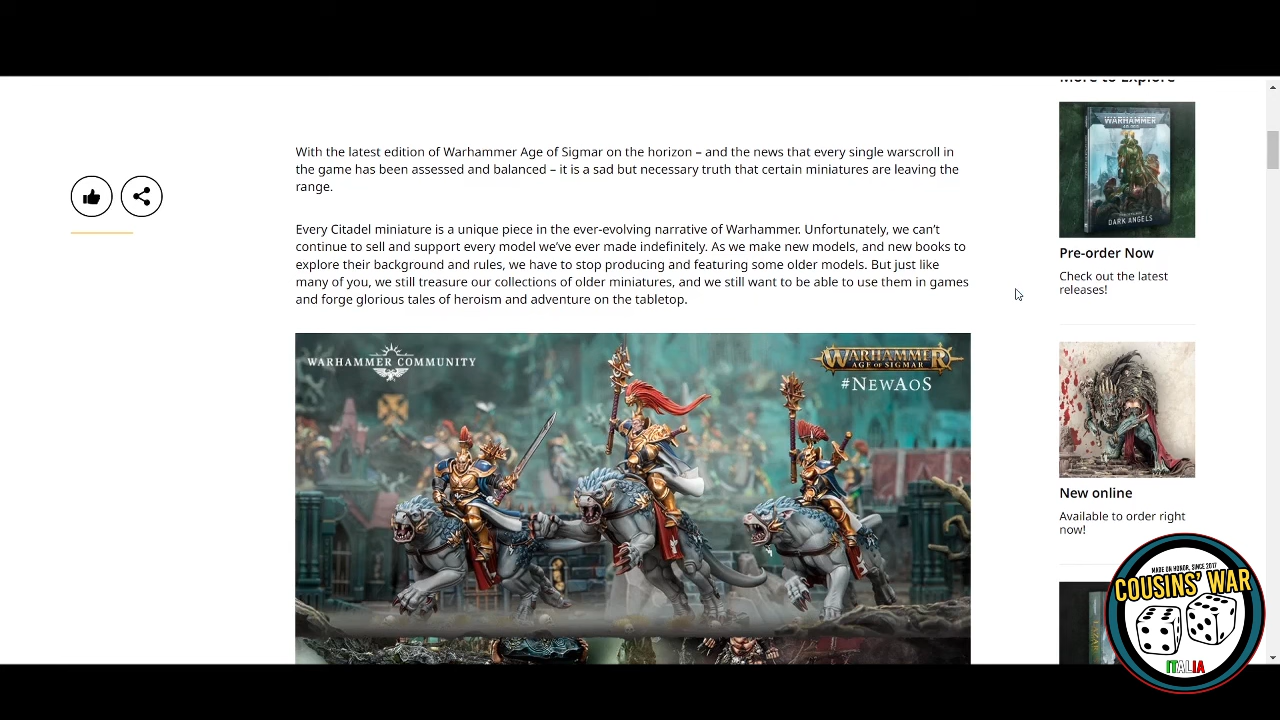 More to Explore
With the latest edition of Warhammer Age of Sigmar on the horizon – and the news that every single warscroll in
the game has been assessed and balanced – it is a sad but necessary truth that certain miniatures are leaving the
range.
Every Citadel miniature is a unique piece in the ever-evolving narrative of Warhammer. Unfortunately, we can’t
continue to sell and support every model we’ve ever made indefinitely. As we make new models, and new books to
explore their background and rules, we have to stop producing and featuring some older models. But just like
many of you, we still treasure our collections of older miniatures, and we still want to be able to use them in games
and forge glorious tales of heroism and adventure on the tabletop.
WARHAMMER COMMUNITY
WARHAMMER
AGE OF SIGMAR
#NEWAOS
WARHAMMER
DARK ANGELS
Pre-order Now
Check out the latest
releases!
New online
Available to order right
now!
MADE ON HONOR, SINCE 2017
COUSINS' WAR
ITALIA